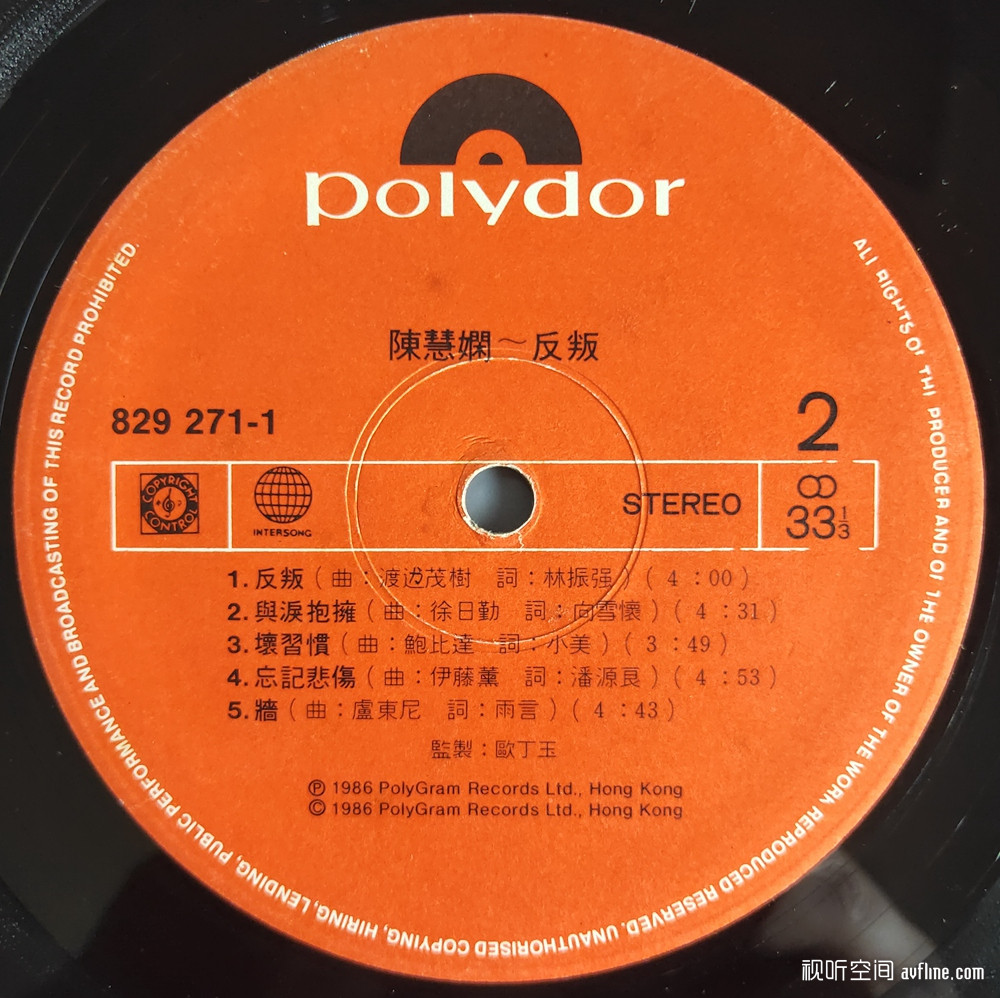 polydor
陳慧嫻～反叛
829 271-1
2
COPYRIGHT CONTROL
INTERSONG
STEREO
33 1/3
1. 反叛（曲：渡边茂樹 詞：林振强）（4：00）
2. 與淚抱擁（曲：徐日勤 詞：向雪懷）（4：31）
3. 壞習慣（曲：鮑比達 詞：小美）（3：49）
4. 忘記悲傷（曲：伊藤薰 詞：潘源良）（4：53）
5. 牆（曲：盧東尼 詞：雨言）（4：43）
監製：歐丁玉
Ⓟ 1986 PolyGram Records Ltd., Hong Kong
© 1986 PolyGram Records Ltd., Hong Kong
ALL RIGHTS OF THE PRODUCER AND OF THE OWNER OF THE WORK REPRODUCED RESERVED. UNAUTHORISED COPYING, HIRING, LENDING, PUBLIC PERFORMANCE AND BROADCASTING OF THIS RECORD PROHIBITED.
视听空间 avfline.com